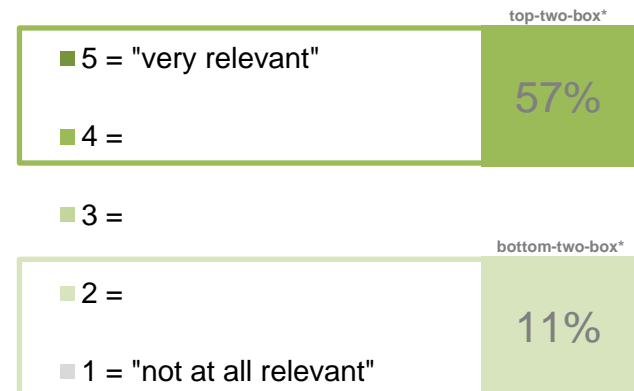 top-two-box*
5 = "very relevant"
57%
4 =
3 =
bottom-two-box*
2 =
11%
1 = "not at all relevant"